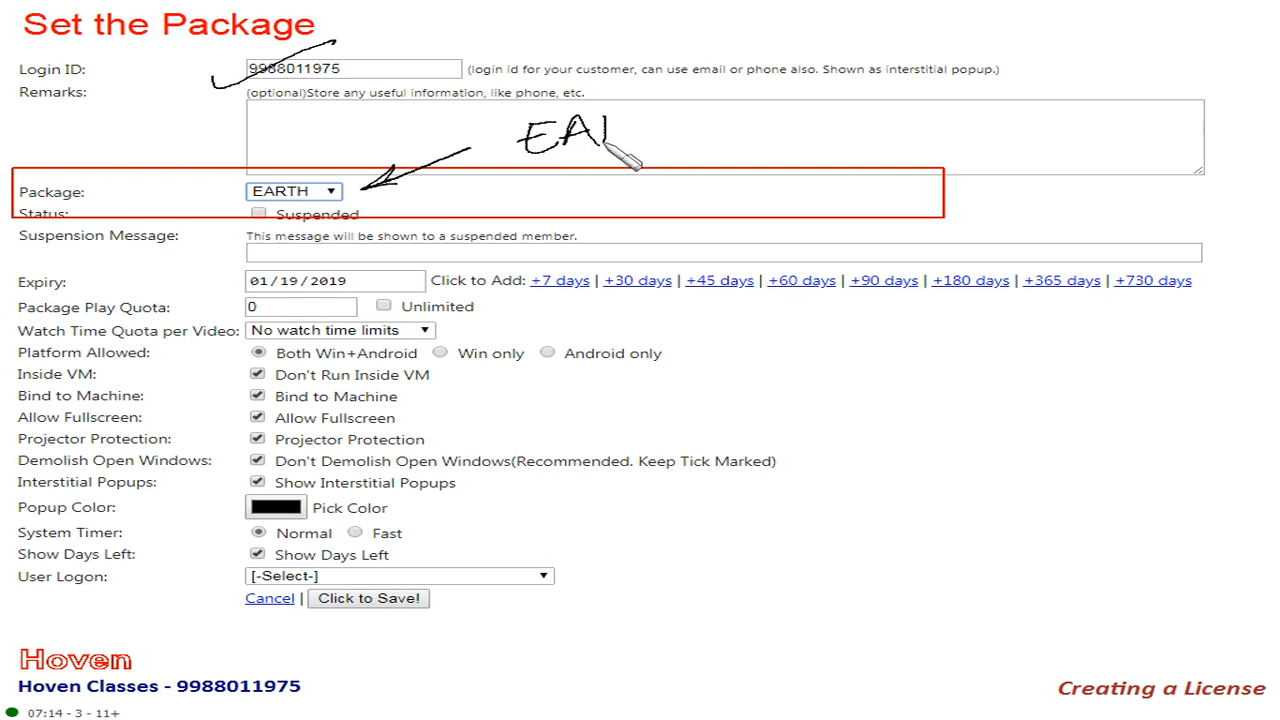 Set the Package
Login ID: 9988011975 (login id for your customer, can use email or phone also. Shown as interstitial popup.)
Remarks: (optional)Store any useful information, like phone, etc.
EAR
Package: EARTH
Status: Suspended
Suspension Message: This message will be shown to a suspended member.
Expiry: 01/19/2019 Click to Add: +7 days | +30 days | +45 days | +60 days | +90 days | +180 days | +365 days | +730 days
Package Play Quota: 0 Unlimited
Watch Time Quota per Video: No watch time limits
Platform Allowed: Both Win+Android Win only Android only
Inside VM: Don't Run Inside VM
Bind to Machine: Bind to Machine
Allow Fullscreen: Allow Fullscreen
Projector Protection: Projector Protection
Demolish Open Windows: Don't Demolish Open Windows(Recommended. Keep Tick Marked)
Interstitial Popups: Show Interstitial Popups
Popup Color: Pick Color
System Timer: Normal Fast
Show Days Left: Show Days Left
User Logon: [-Select-]
Cancel | Click to Save!
Hoven
Hoven Classes - 9988011975
Creating a License
07:14 - 3 - 11+